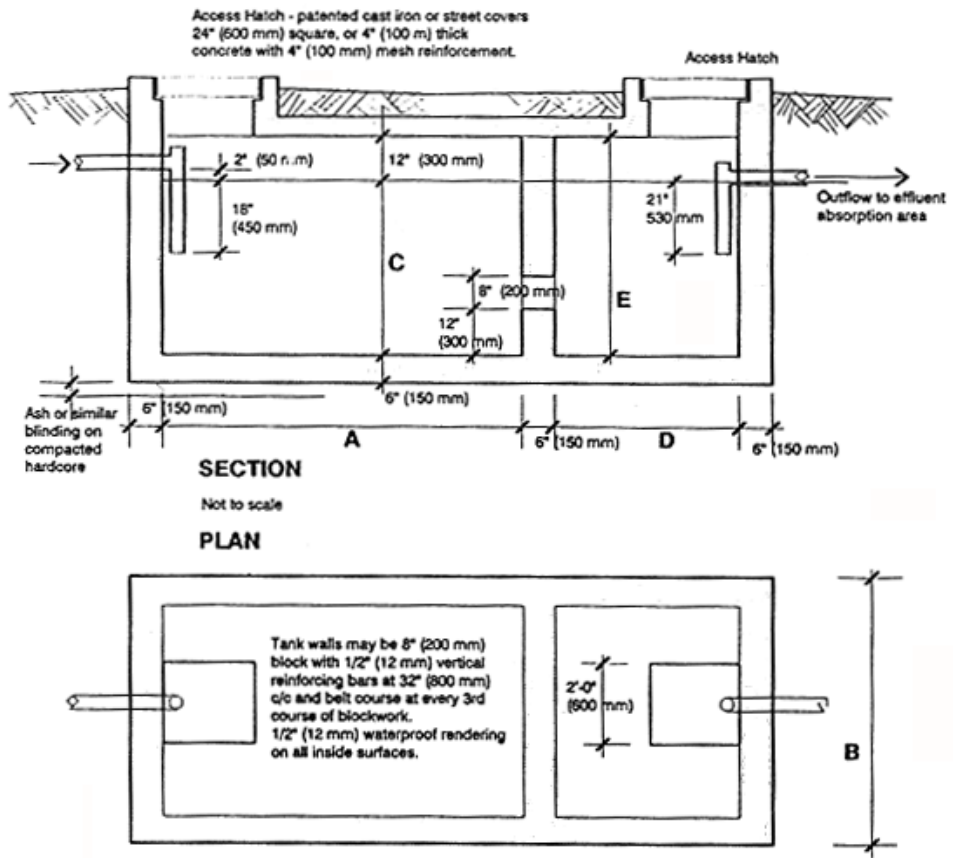 Access Hatch - patented cast iron or street covers
24" (600 mm) square, or 4" (100 m) thick
concrete with 4" (100 mm) mesh reinforcement.
Access Hatch
2" (50 mm)
12" (300 mm)
18"
(450 mm)
21"
530 mm
Outflow to effluent
absorption area
C
8" (200 mm)
E
12"
(300 mm)
6" (150 mm)
6" (150 mm)
Ash or similar
blinding on
compacted
hardcore
A
6" (150 mm)
D
6" (150 mm)
SECTION
Not to scale
PLAN
Tank walls may be 8" (200 mm)
block with 1/2" (12 mm) vertical
reinforcing bars at 32" (800 mm)
c/c and belt course at every 3rd
course of blockwork.
1/2" (12 mm) waterproof rendering
on all inside surfaces.
2'-0"
(600 mm)
B